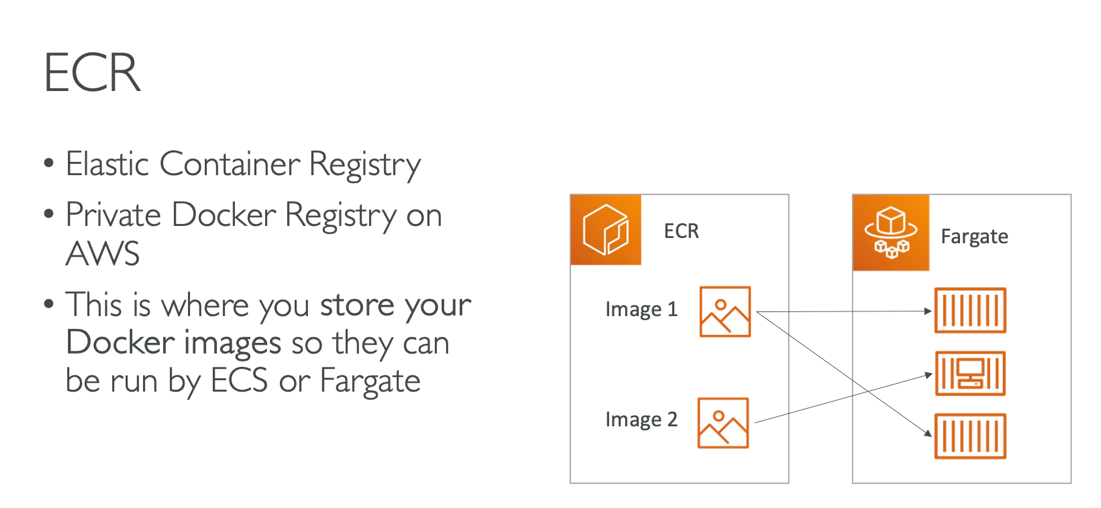 ECR
• Elastic Container Registry
• Private Docker Registry on
AWS
• This is where you store your
Docker images so they can
be run by ECS or Fargate
ECR
Image 1
Image 2
Fargate